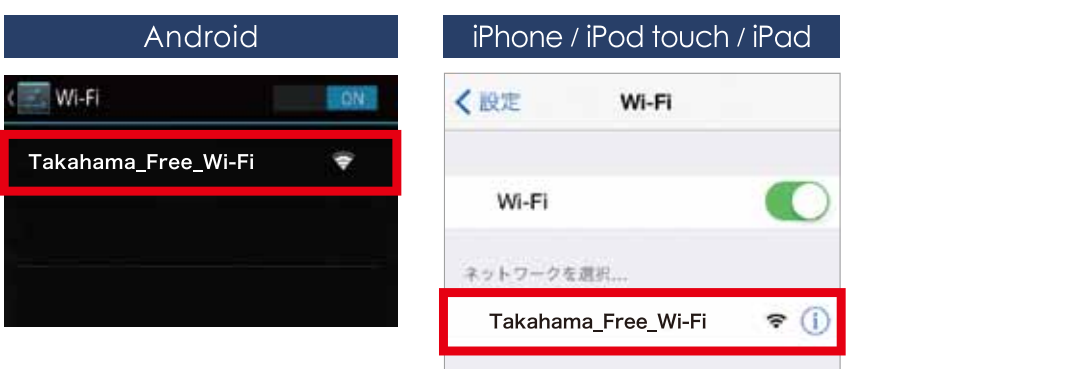 Android
Wi-Fi
ON
Takahama_Free_Wi-Fi
iPhone / iPod touch / iPad
設定
Wi-Fi
Wi-Fi
ネットワークを選択...
Takahama_Free_Wi-Fi